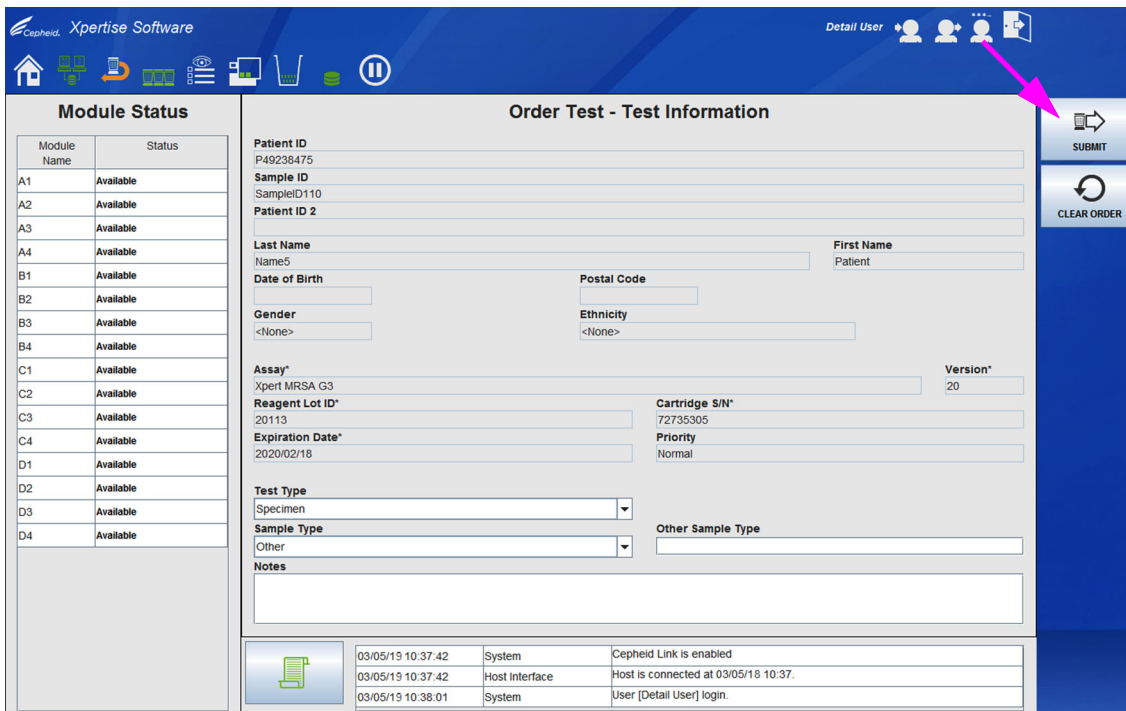 Cepheid. Xpertise Software
Detail User
Module Status
Module Name Status
A1 Available
A2 Available
A3 Available
A4 Available
B1 Available
B2 Available
B3 Available
B4 Available
C1 Available
C2 Available
C3 Available
C4 Available
D1 Available
D2 Available
D3 Available
D4 Available
Order Test - Test Information
Patient ID
P49238475
Sample ID
SampleID110
Patient ID 2
Last Name First Name
Name5 Patient
Date of Birth Postal Code
Gender Ethnicity
<None> <None>
Assay* Version*
Xpert MRSA G3 20
Reagent Lot ID* Cartridge S/N*
20113 72735305
Expiration Date* Priority
2020/02/18 Normal
Test Type
Specimen
Sample Type Other Sample Type
Other
Notes
03/05/19 10:37:42 System Cepheid Link is enabled
03/05/19 10:37:42 Host Interface Host is connected at 03/05/18 10:37.
03/05/19 10:38:01 System User [Detail User] login.
SUBMIT
CLEAR ORDER